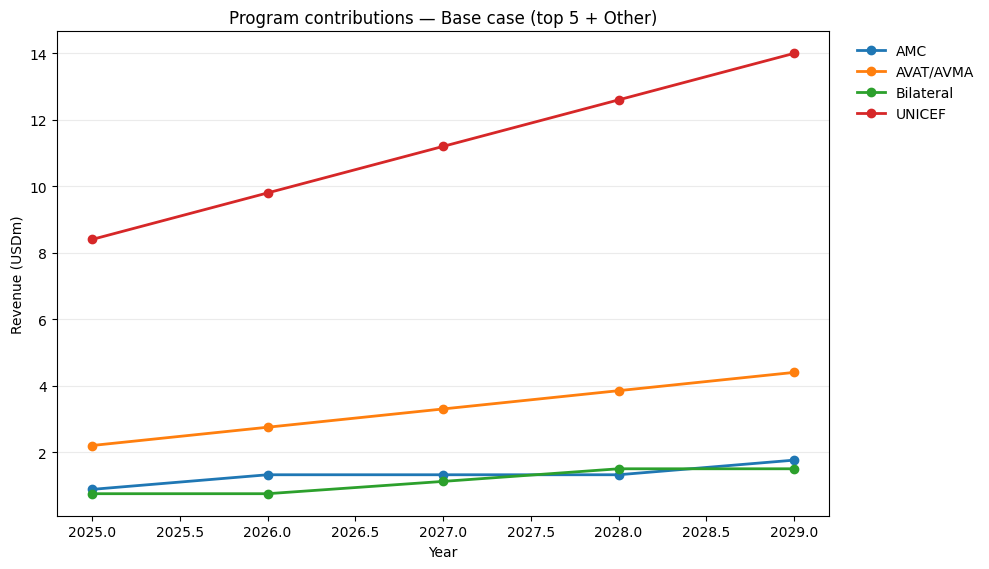 Program contributions — Base case (top 5 + Other)
AMC
AVAT/AVMA
Bilateral
UNICEF
Revenue (USDm)
14
12
10
8
6
4
2
2025.0 2025.5 2026.0 2026.5 2027.0 2027.5 2028.0 2028.5 2029.0
Year